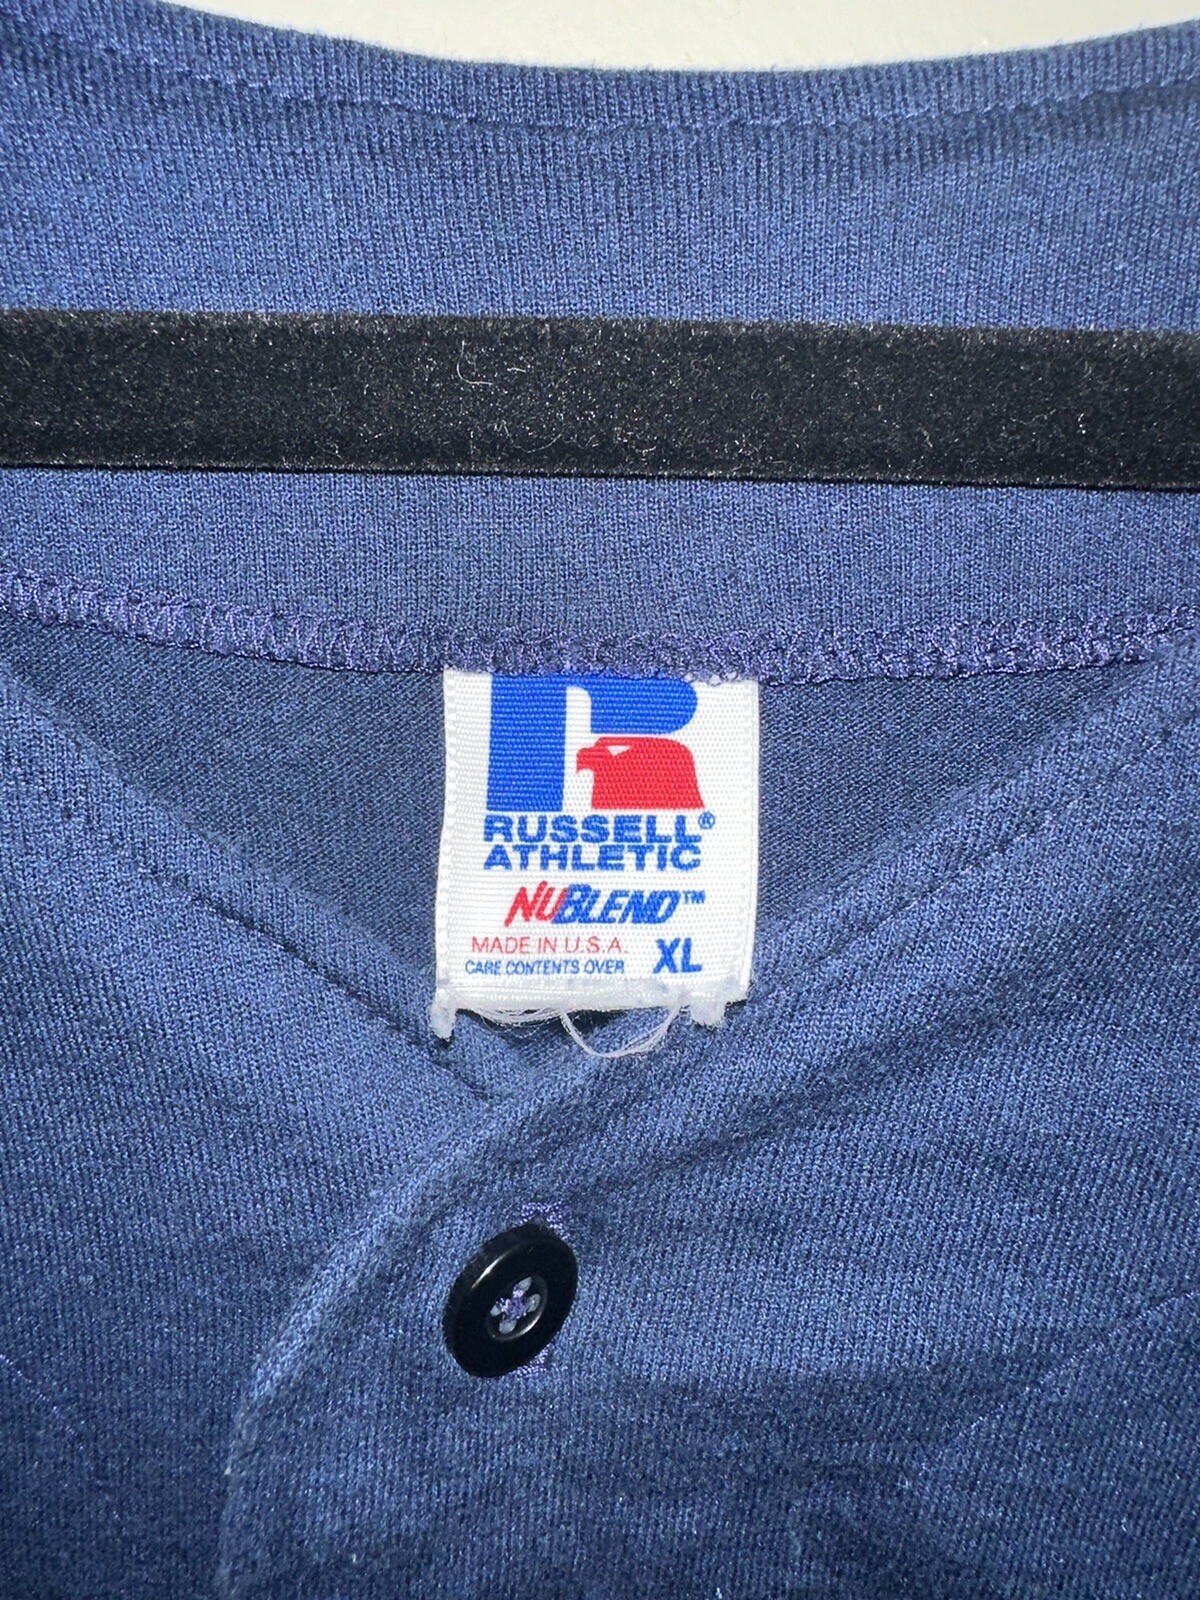 R
RUSSELL®
ATHLETIC
NUBLEND™
MADE IN U.S.A
XL
CARE.CONTENTS OVER